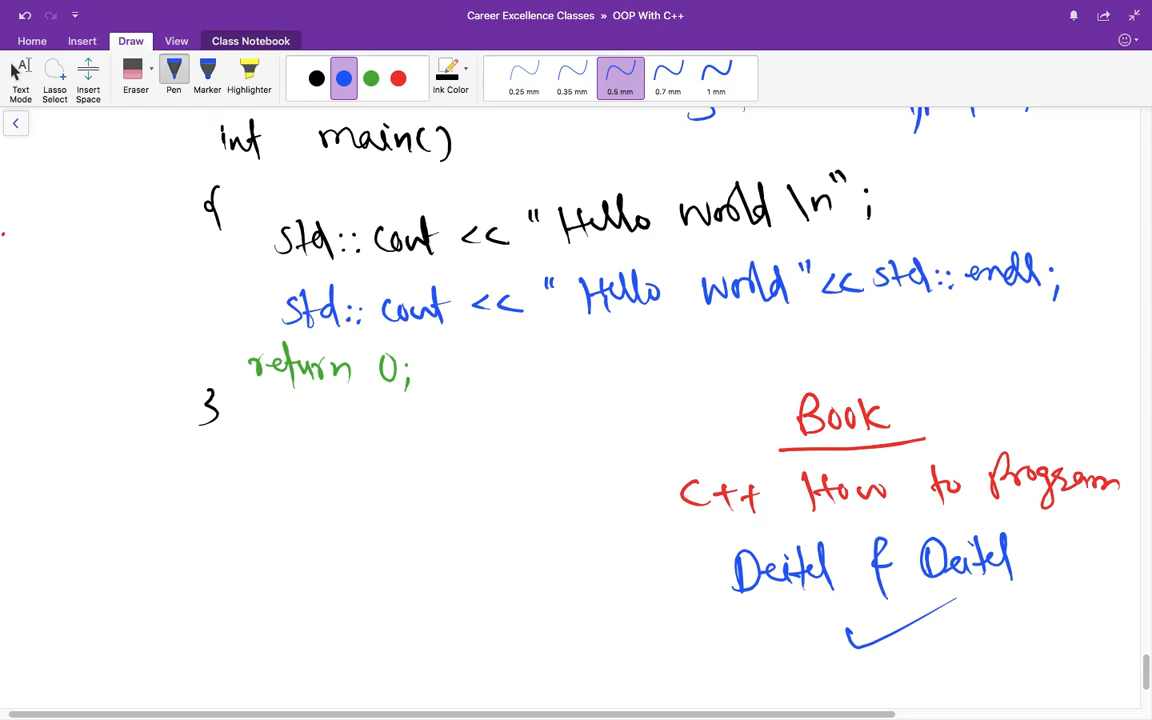 Career Excellence Classes » OOP With C++
Home Insert Draw View Class Notebook
Text Mode
Lasso Select
Insert Space
Eraser
Pen
Marker
Highlighter
Ink Color
0.25 mm
0.35 mm
0.5 mm
0.7 mm
1 mm
int main()
{
std::cout << "Hello world \n";
std::cout << "Hello world" << std::endl;
return 0;
}
Book
C++ How to Program
Deitel & Deitel